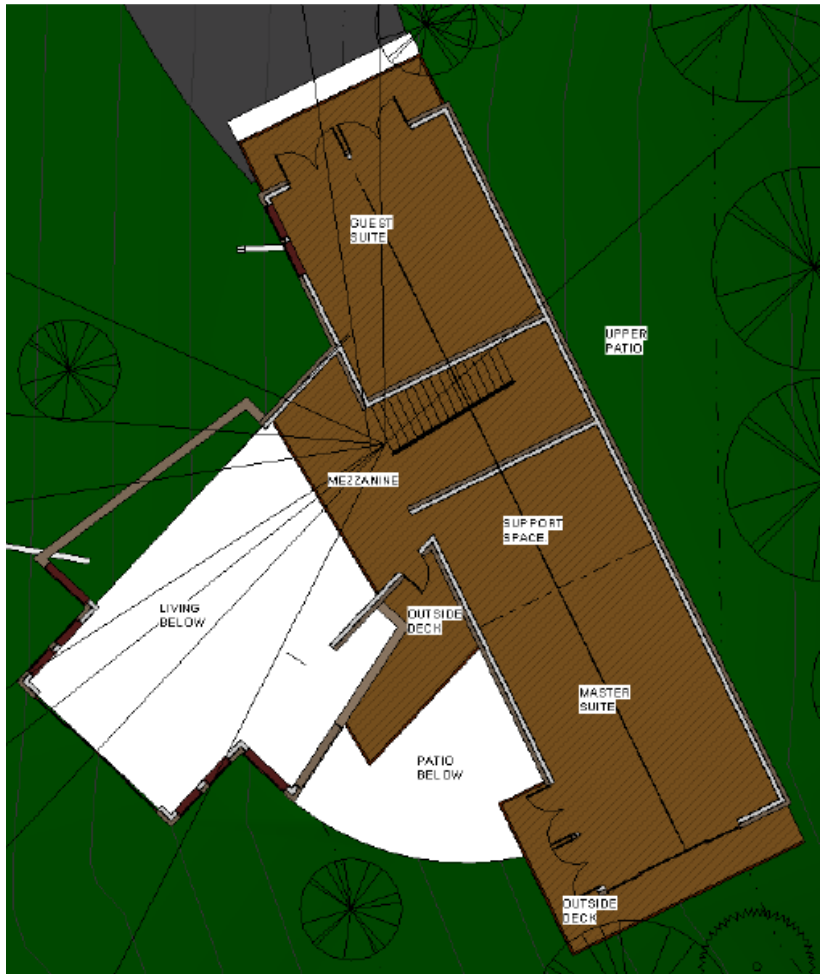 GUEST
SUITE
UPPER
PATIO
MEZZANINE
SUPPORT
SPACE
LIVING
BELOW
OUTSIDE
DECK
MASTER
SUITE
PATIO
BELOW
OUTSIDE
DECK